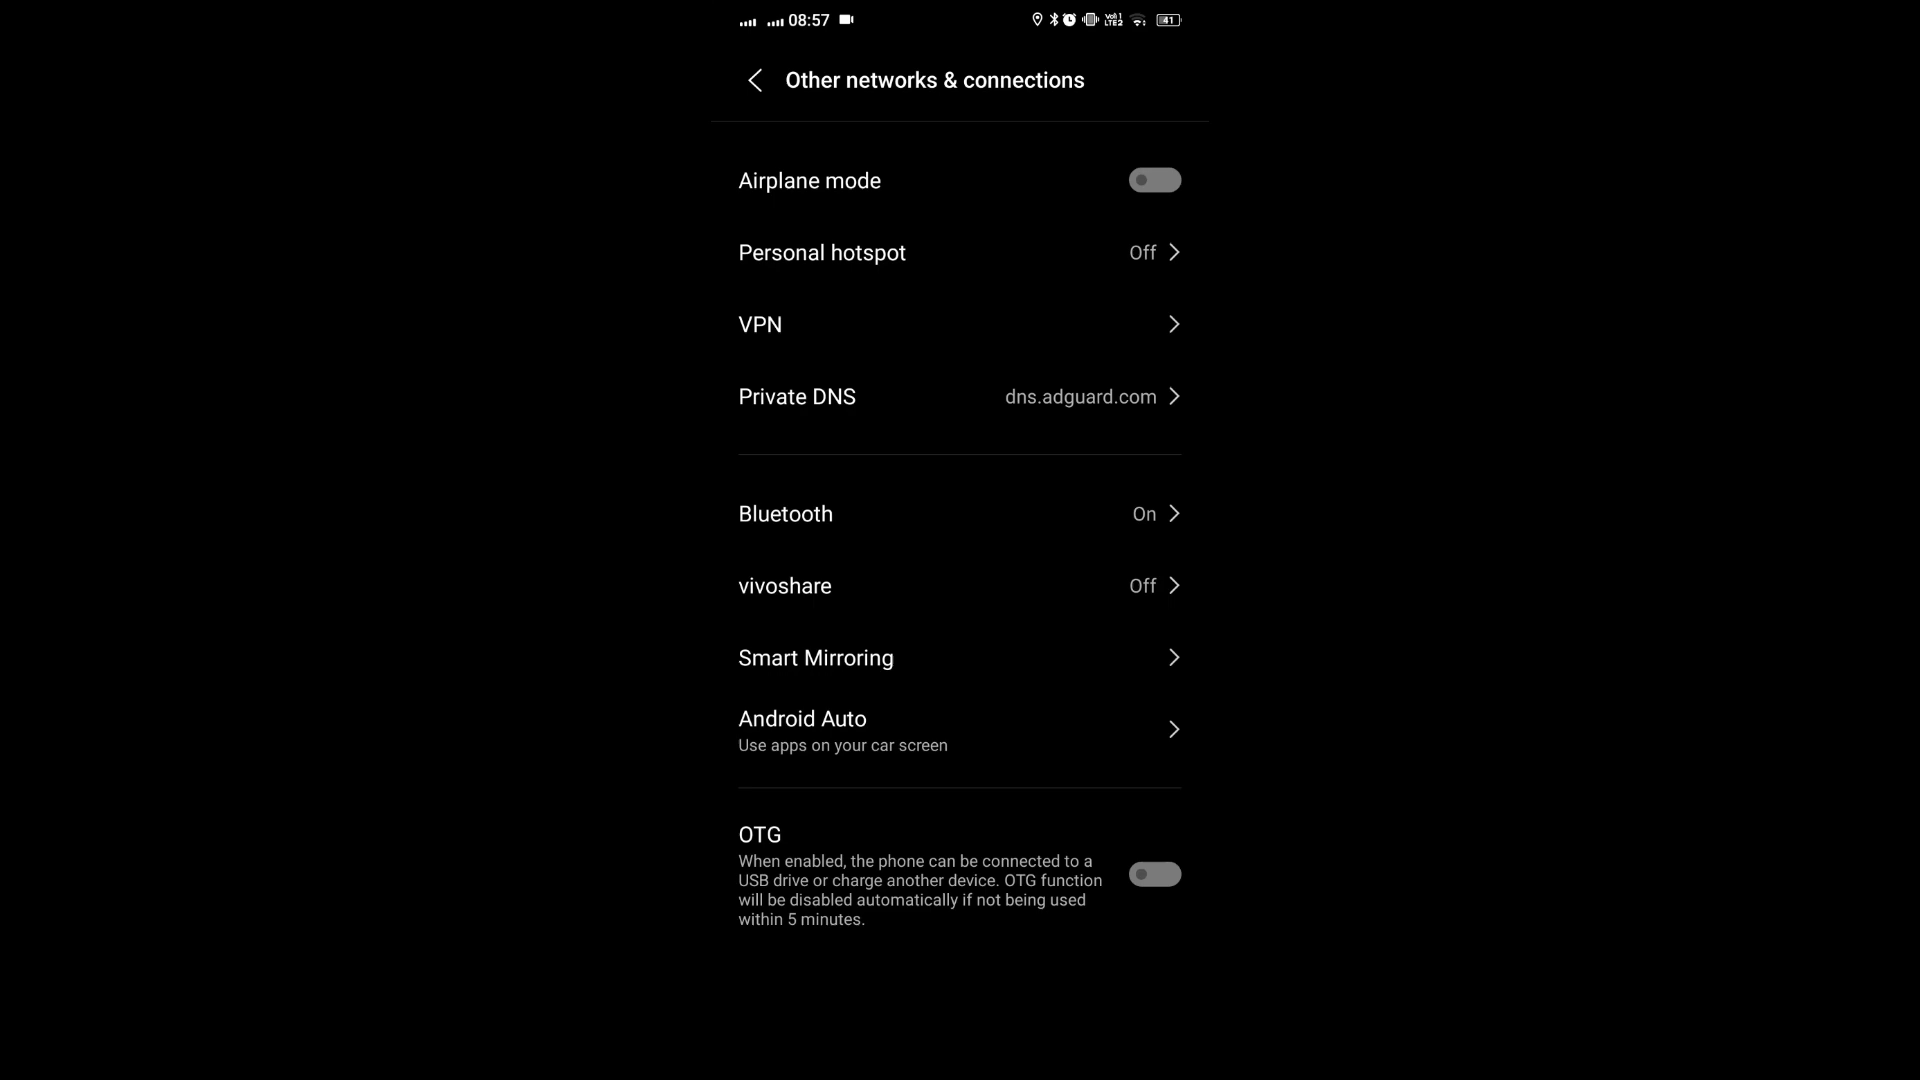 08:57
VoLTE1 LTE2 41
Other networks & connections
Airplane mode
Personal hotspot Off
VPN
Private DNS dns.adguard.com
Bluetooth On
vivoshare Off
Smart Mirroring
Android Auto
Use apps on your car screen
OTG
When enabled, the phone can be connected to a
USB drive or charge another device. OTG function
will be disabled automatically if not being used
within 5 minutes.